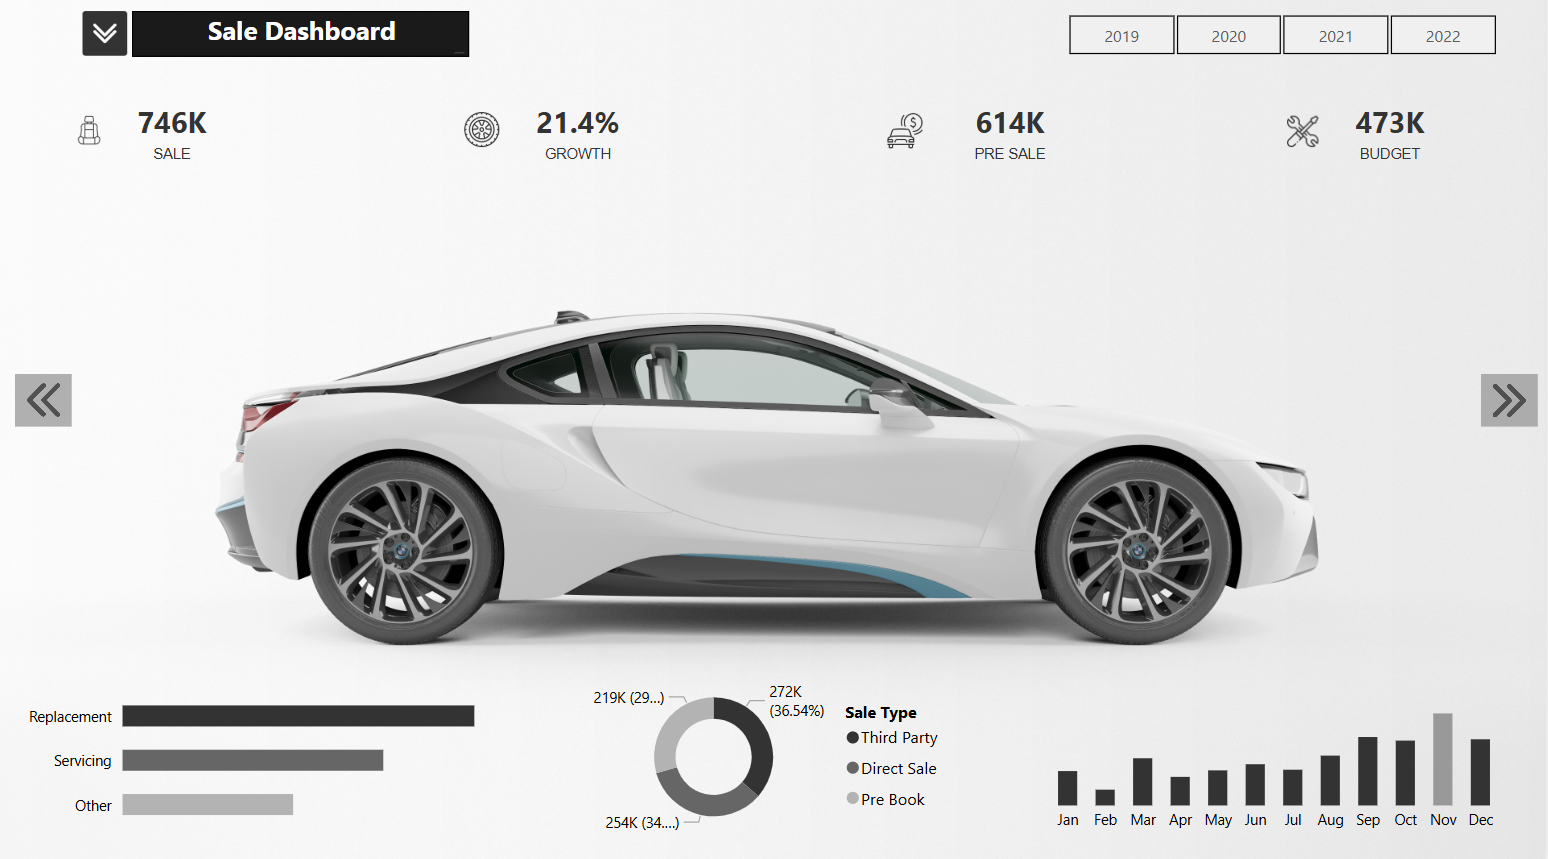 Sale Dashboard
2019
2020
2021
2022
746K
SALE
21.4%
GROWTH
614K
PRE SALE
473K
BUDGET
Replacement
Servicing
Other
219K (29...)
272K
(36.54%)
254K (34....)
Sale Type
Third Party
Direct Sale
Pre Book
Jan Feb Mar Apr May Jun Jul Aug Sep Oct Nov Dec